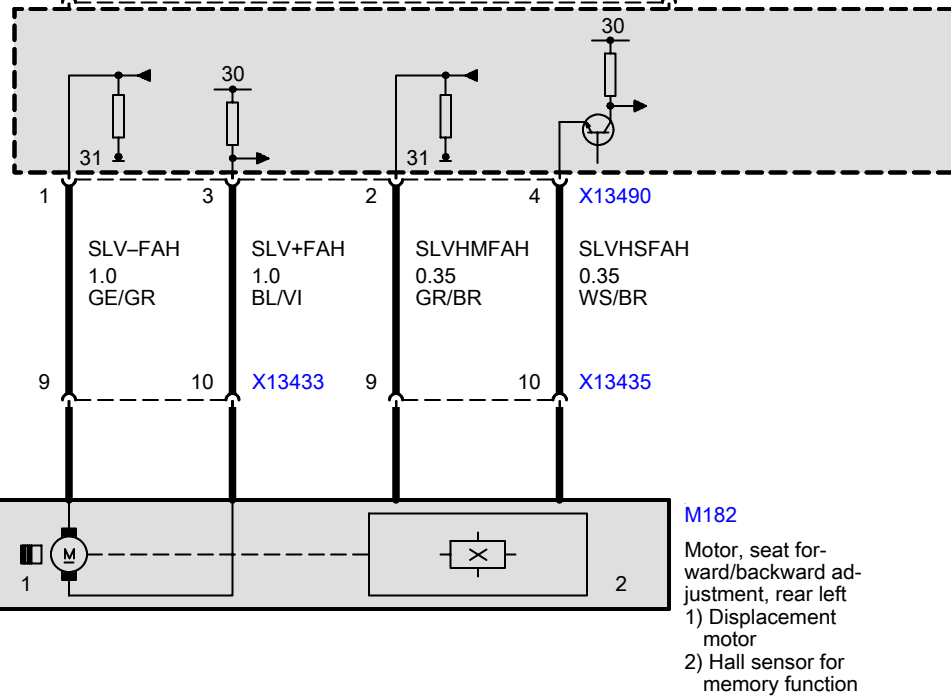 30
30
31
31
1
3
2
4
X13490
SLV–FAH
1.0
GE/GR
SLV+FAH
1.0
BL/VI
SLVHMFAH
0.35
GR/BR
SLVHSFAH
0.35
WS/BR
9
10
X13433
9
10
X13435
M
1
2
M182
Motor, seat for-
ward/backward ad-
justment, rear left
1) Displacement
motor
2) Hall sensor for
memory function